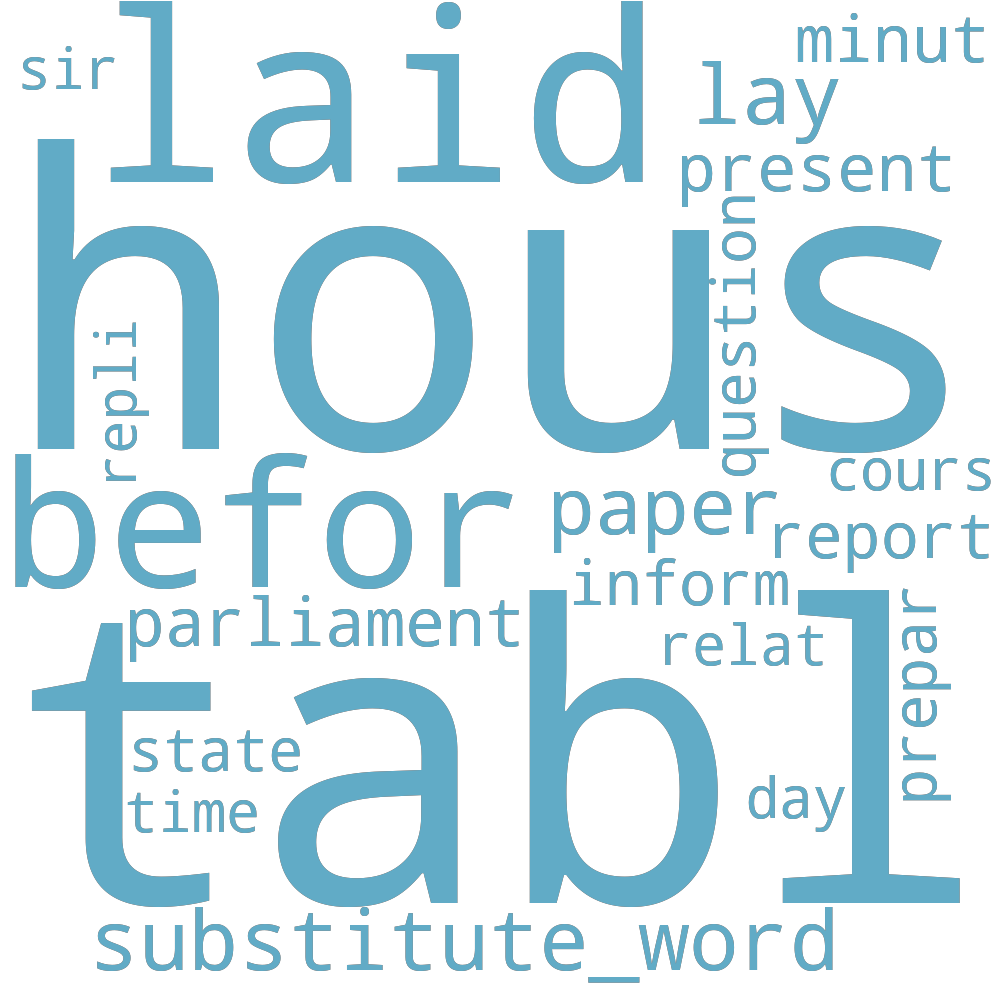 laid
minut
sir
lay
present
hous
question
repli
befor
cours
paper
report
inform
parliament
relat
prepar
tabl
state
time
day
substitute_word